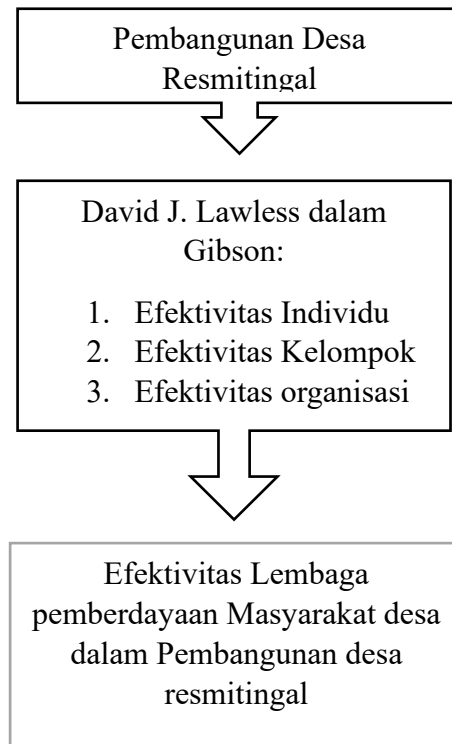 Pembangunan Desa
Resmitingal
David J. Lawless dalam
Gibson:
1. Efektivitas Individu
2. Efektivitas Kelompok
3. Efektivitas organisasi
Efektivitas Lembaga
pemberdayaan Masyarakat desa
dalam Pembangunan desa
resmitingal